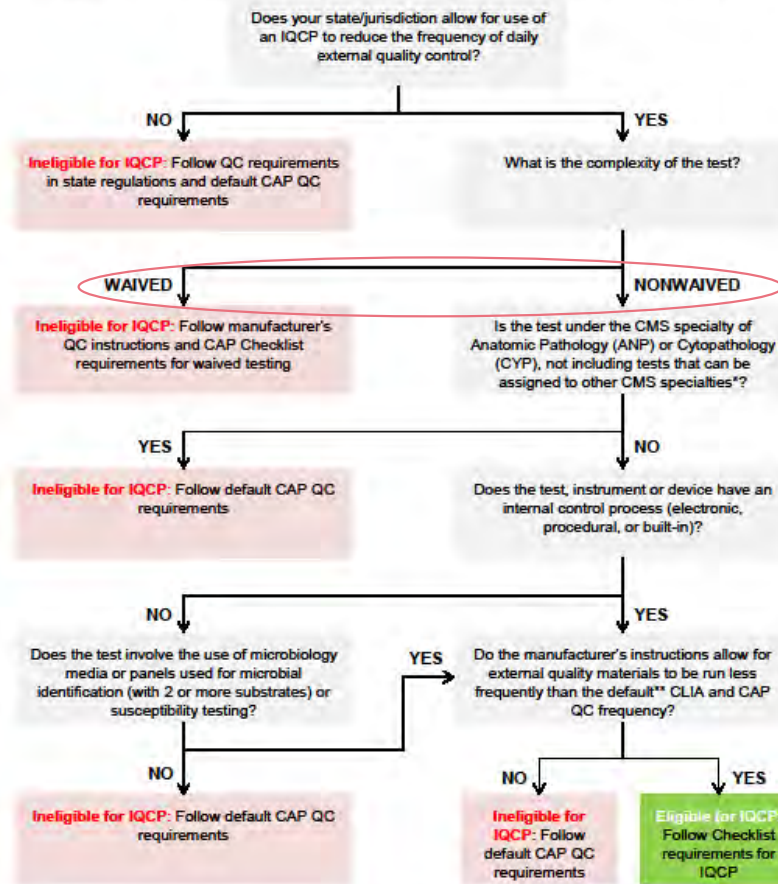 Does your state/jurisdiction allow for use of
an IQCP to reduce the frequency of daily
external quality control?
NO
YES
Ineligible for IQCP: Follow QC requirements
in state regulations and default CAP QC
requirements
What is the complexity of the test?
WAIVED
NONWAIVED
Ineligible for IQCP: Follow manufacturer's
QC instructions and CAP Checklist
requirements for waived testing
Is the test under the CMS specialty of
Anatomic Pathology (ANP) or Cytopathology
(CYP), not including tests that can be
assigned to other CMS specialties*?
YES
NO
Ineligible for IQCP: Follow default CAP QC
requirements
Does the test, instrument or device have an
internal control process (electronic,
procedural, or built-in)?
NO
YES
Does the test involve the use of microbiology
media or panels used for microbial
identification (with 2 or more substrates) or
susceptibility testing?
YES
Do the manufacturer's instructions allow for
external quality materials to be run less
frequently than the default** CLIA and CAP
QC frequency?
NO
NO
YES
Ineligible for IQCP: Follow default CAP QC
requirements
Ineligible for
IQCP: Follow
default CAP QC
requirements
Eligible for IQCP
Follow Checklist
requirements for
IQCP